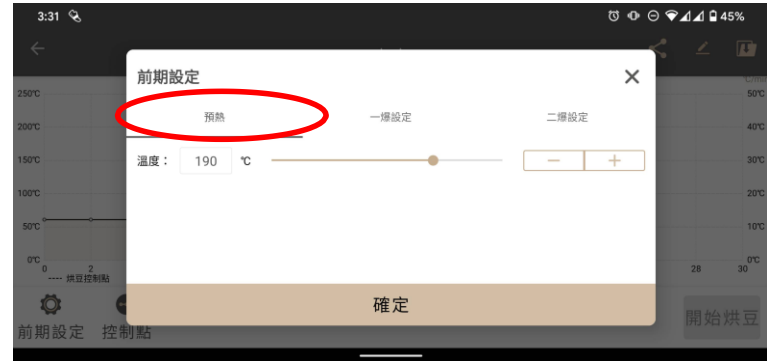 3:31
45%
前期設定
預熱
一爆設定
二爆設定
溫度：
190
℃
確定
250℃
200℃
150℃
100℃
50℃
0℃
0
2
---- 烘豆控制點
50℃
40℃
30℃
20℃
10℃
0℃
28
30
前期設定
控制點
開始烘豆